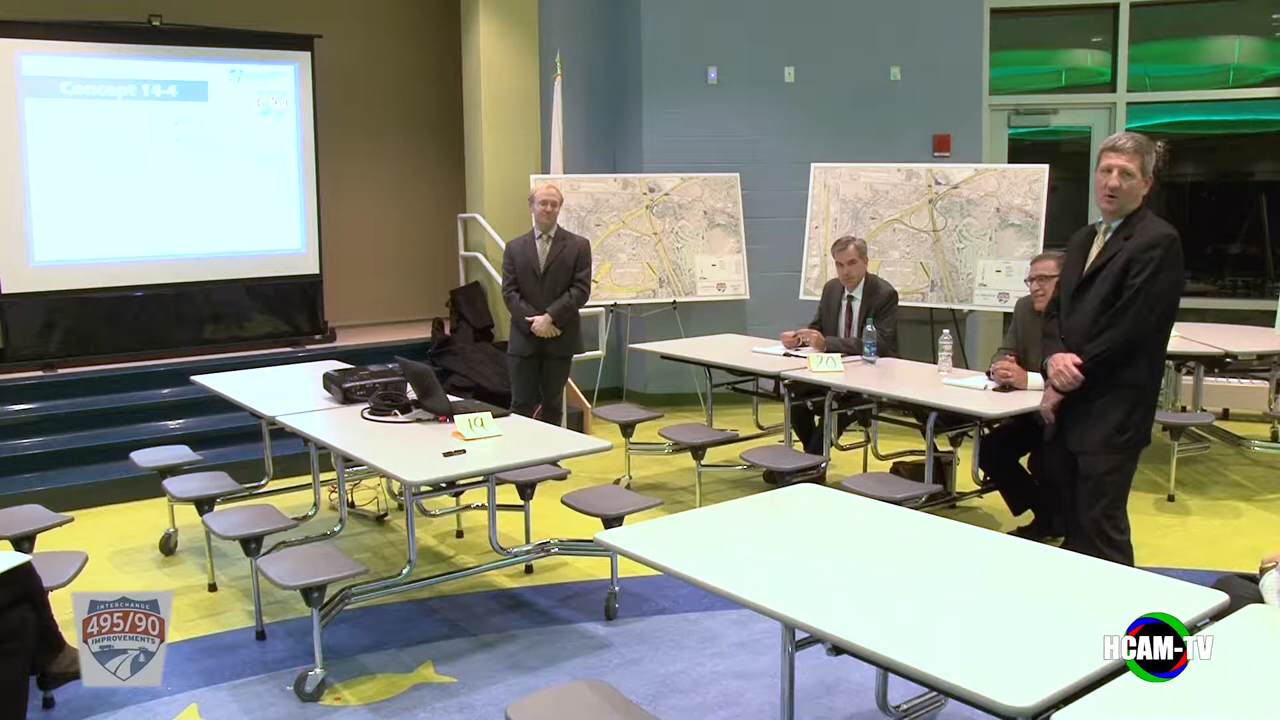 Concept 14-4
20
19
INTERCHANGE
495/90
IMPROVEMENTS
HCAM-TV